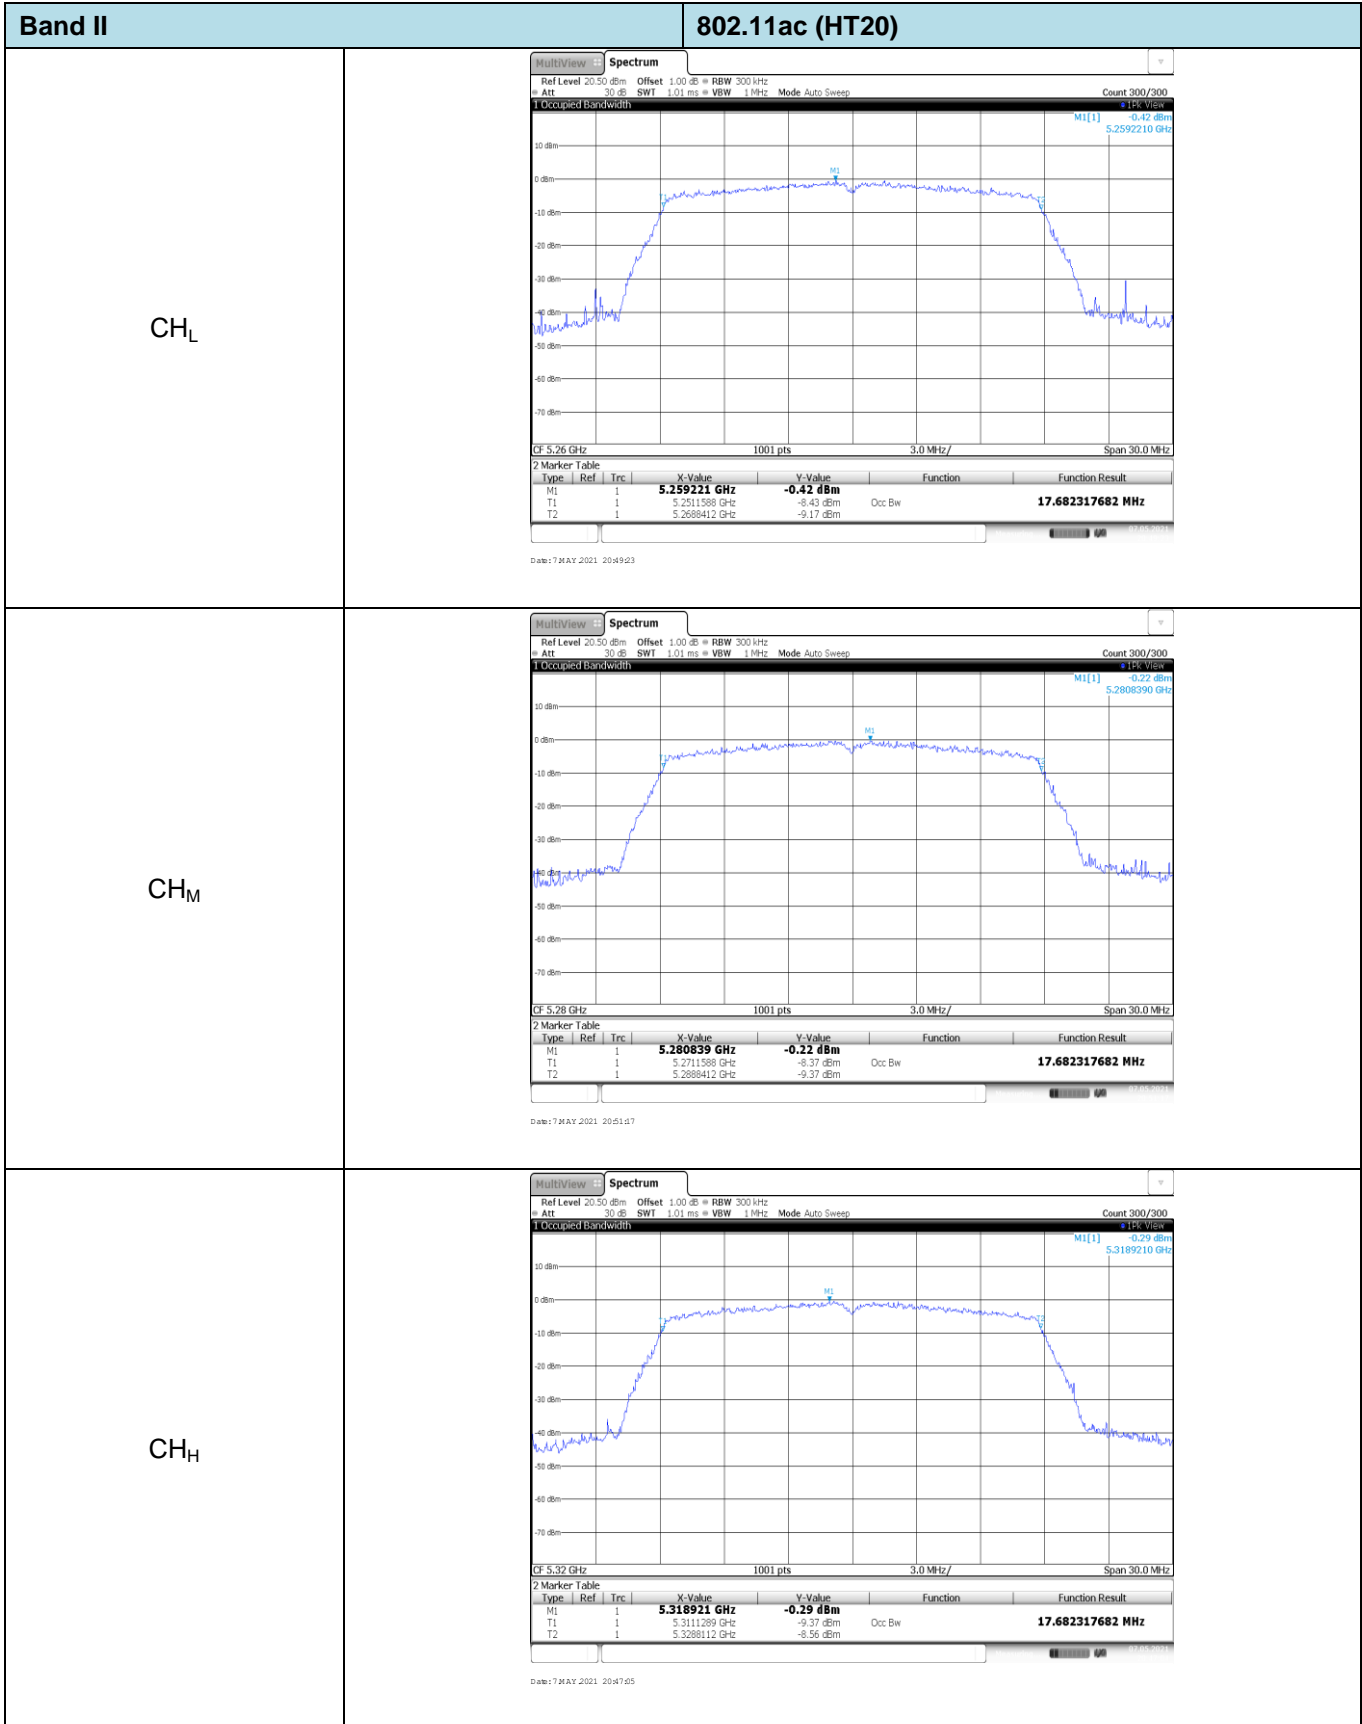 Band II 802.11ac (HT20)
CHL
MultiView Spectrum
Ref Level 20.50 dBm Offset 1.00 dB RBW 300 kHz
Att 30 dB SWT 1.01 ms VBW 1 MHz Mode Auto Sweep Count 300/300
1 Occupied Bandwidth 1Pk View
M1[1] -0.42 dBm
5.2592210 GHz
10 dBm
M1
0 dBm
T1 T2
-10 dBm
-20 dBm
-30 dBm
-40 dBm
-50 dBm
-60 dBm
-70 dBm
CF 5.26 GHz 1001 pts 3.0 MHz/ Span 30.0 MHz
2 Marker Table
Type Ref Trc X-Value Y-Value Function Function Result
M1 1 5.259221 GHz -0.42 dBm
T1 1 5.2511588 GHz -8.43 dBm Occ Bw 17.682317682 MHz
T2 1 5.2688412 GHz -9.17 dBm
Date: 7.MAY.2021 20:49:23
CHM
MultiView Spectrum
Ref Level 20.50 dBm Offset 1.00 dB RBW 300 kHz
Att 30 dB SWT 1.01 ms VBW 1 MHz Mode Auto Sweep Count 300/300
1 Occupied Bandwidth 1Pk View
M1[1] -0.22 dBm
5.2808390 GHz
10 dBm
M1
0 dBm
T1 T2
-10 dBm
-20 dBm
-30 dBm
-40 dBm
-50 dBm
-60 dBm
-70 dBm
CF 5.28 GHz 1001 pts 3.0 MHz/ Span 30.0 MHz
2 Marker Table
Type Ref Trc X-Value Y-Value Function Function Result
M1 1 5.280839 GHz -0.22 dBm
T1 1 5.2711588 GHz -8.37 dBm Occ Bw 17.682317682 MHz
T2 1 5.2888412 GHz -9.37 dBm
Date: 7.MAY.2021 20:51:17
CHH
MultiView Spectrum
Ref Level 20.50 dBm Offset 1.00 dB RBW 300 kHz
Att 30 dB SWT 1.01 ms VBW 1 MHz Mode Auto Sweep Count 300/300
1 Occupied Bandwidth 1Pk View
M1[1] -0.29 dBm
5.3189210 GHz
10 dBm
M1
0 dBm
T1 T2
-10 dBm
-20 dBm
-30 dBm
-40 dBm
-50 dBm
-60 dBm
-70 dBm
CF 5.32 GHz 1001 pts 3.0 MHz/ Span 30.0 MHz
2 Marker Table
Type Ref Trc X-Value Y-Value Function Function Result
M1 1 5.318921 GHz -0.29 dBm
T1 1 5.3111289 GHz -9.37 dBm Occ Bw 17.682317682 MHz
T2 1 5.3288112 GHz -8.56 dBm
Date: 7.MAY.2021 20:47:05